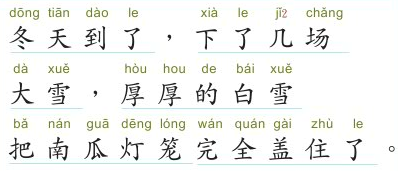 dōng tiān dào le xià le jǐ2 chǎng
冬天到了，下了几场
dà xuě hòu hou de bái xuě
大雪，厚厚的白雪
bǎ nán guā dēng lóng wán quán gài zhù le
把南瓜灯笼完全盖住了。